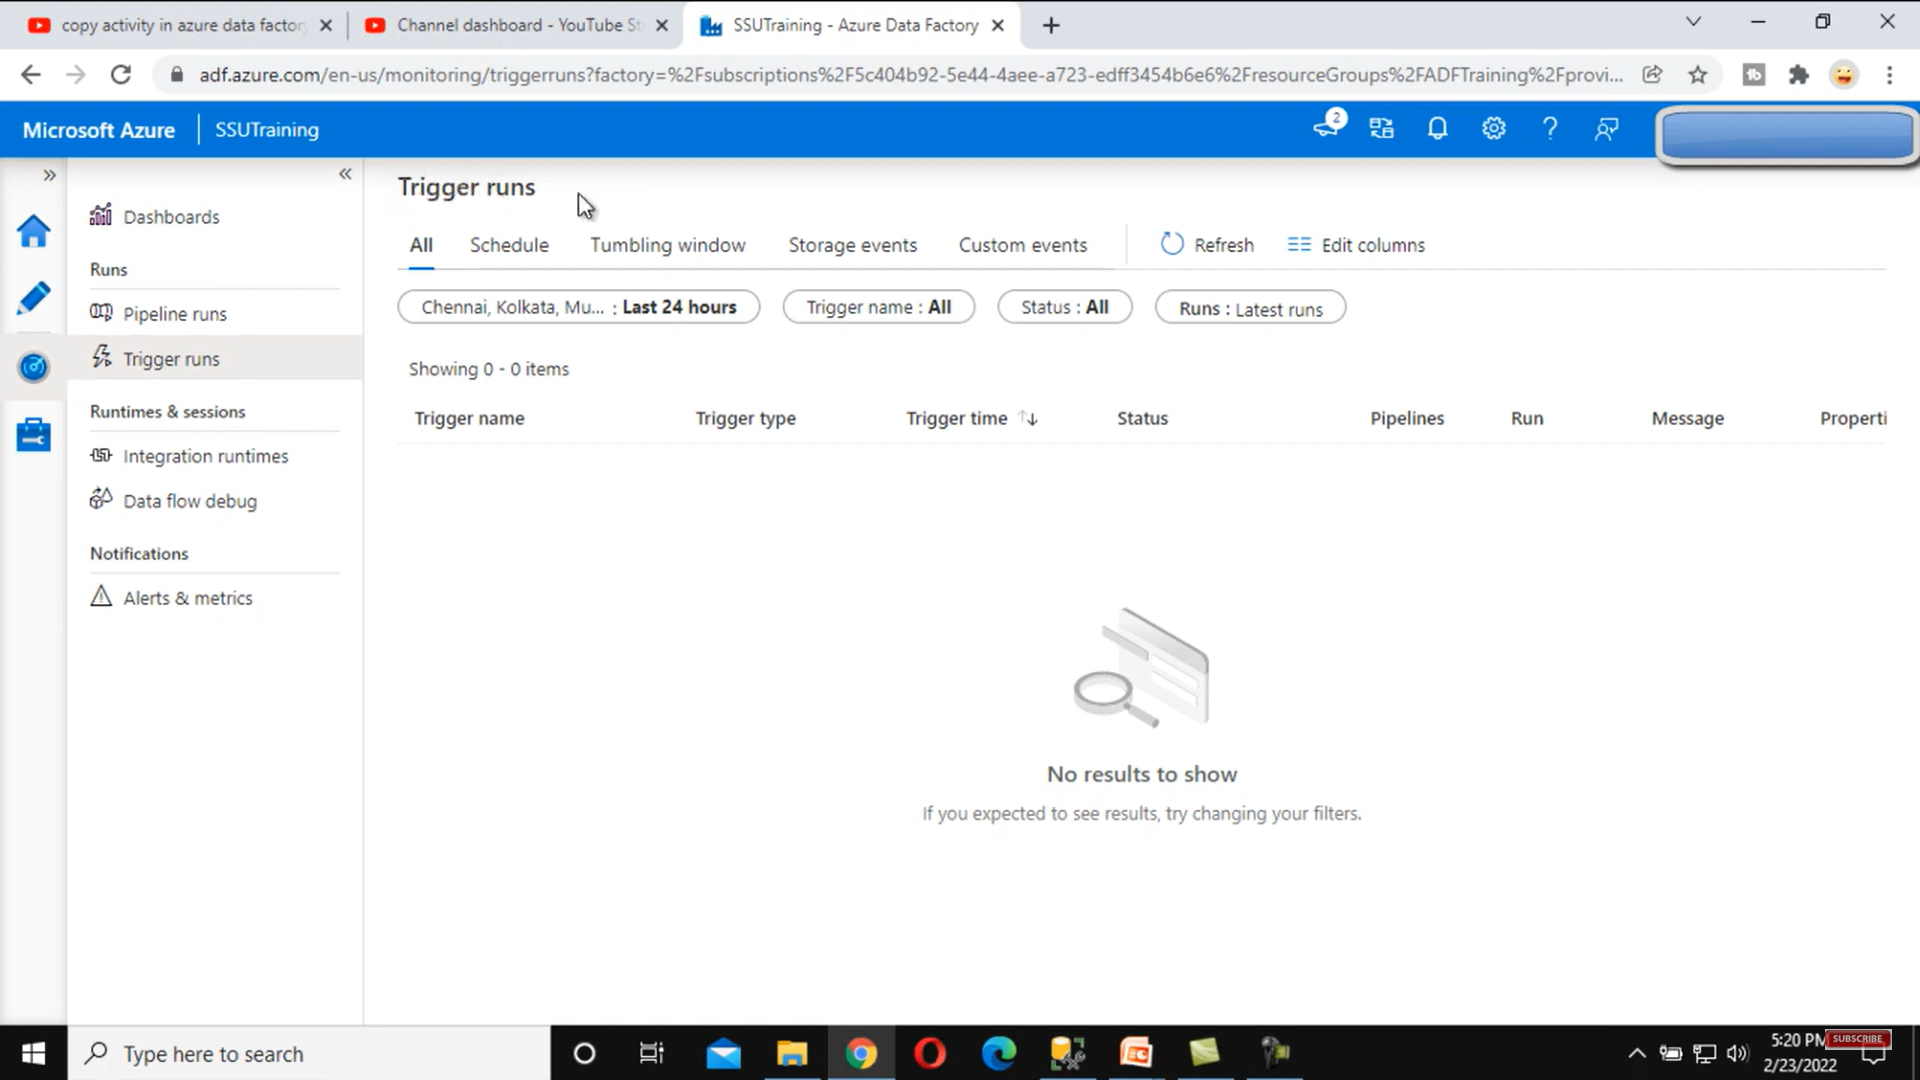 copy activity in azure data factor
Channel dashboard - YouTube St
SSUTraining - Azure Data Factory
adf.azure.com/en-us/monitoring/triggerruns?factory=%2Fsubscriptions%2F5c404b92-5e44-4aee-a723-edff3454b6e6%2FresourceGroups%2FADFTraining%2Fprovi...
Microsoft Azure
SSUTraining
2
Dashboards
Runs
Pipeline runs
Trigger runs
Runtimes & sessions
Integration runtimes
Data flow debug
Notifications
Alerts & metrics
Trigger runs
All Schedule Tumbling window Storage events Custom events Refresh Edit columns
Chennai, Kolkata, Mu... : Last 24 hours Trigger name : All Status : All Runs : Latest runs
Showing 0 - 0 items
Trigger name Trigger type Trigger time Status Pipelines Run Message Properti
No results to show
If you expected to see results, try changing your filters.
Type here to search
5:20 PM
2/23/2022
SUBSCRIBE